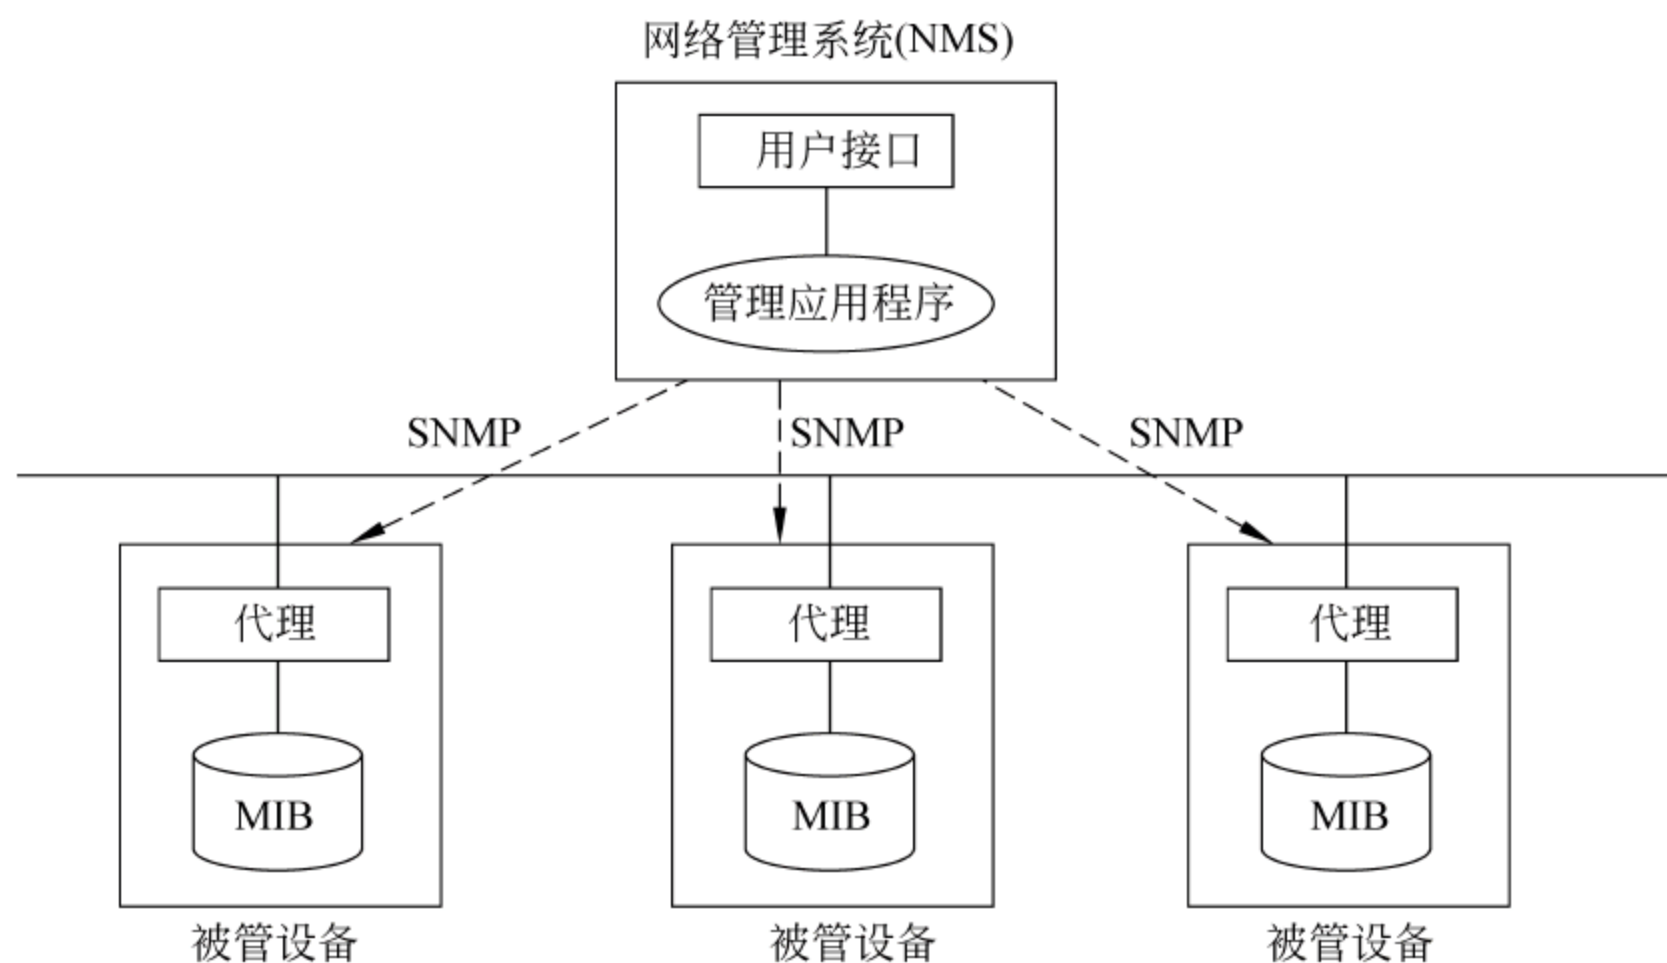 网络管理系统(NMS)
用户接口
管理应用程序
SNMP
SNMP
SNMP
代理
代理
代理
MIB
MIB
MIB
被管设备
被管设备
被管设备